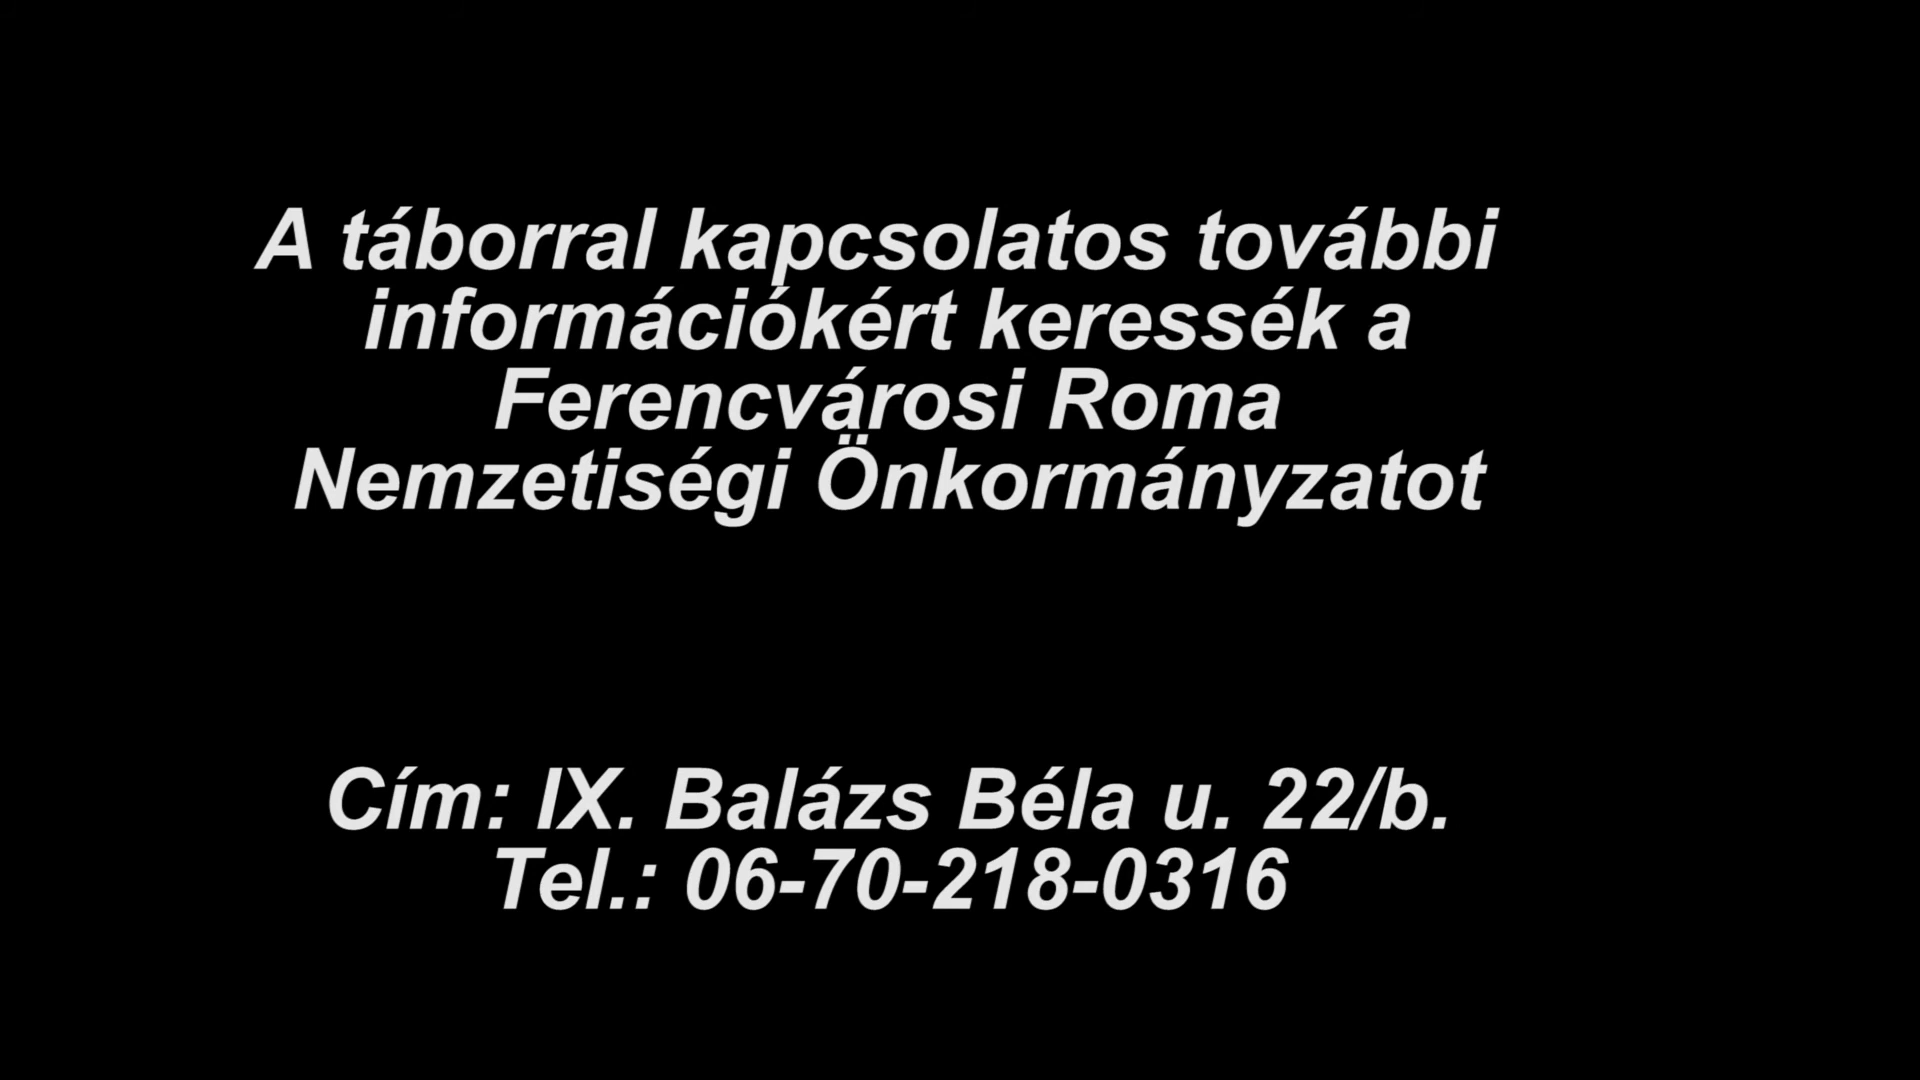 A táborral kapcsolatos további
információkért keressék a
Ferencvárosi Roma
Nemzetiségi Önkormányzatot
Cím: IX. Balázs Béla u. 22/b.
Tel.: 06-70-218-0316